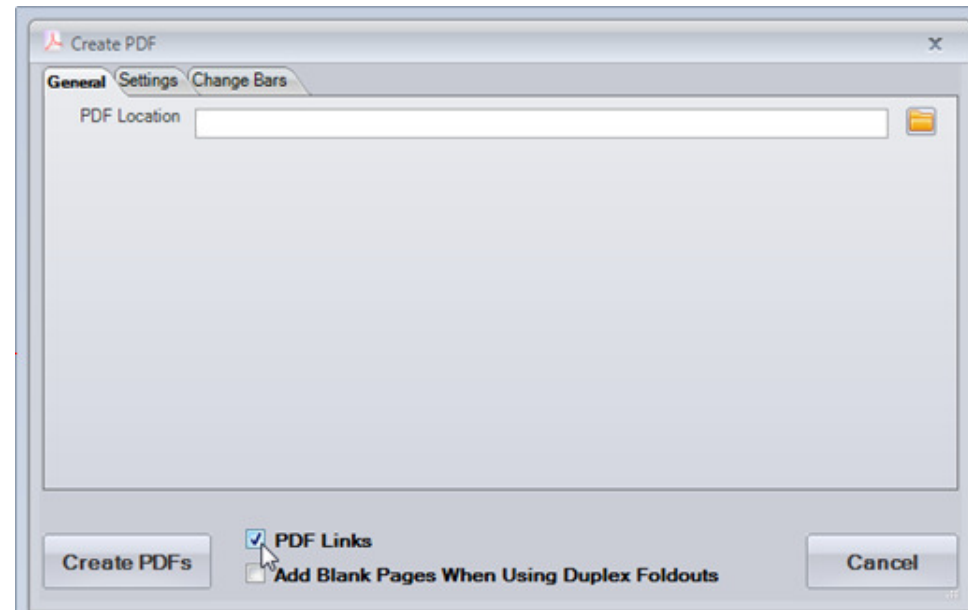 Create PDF
General Settings Change Bars
PDF Location
PDF Links
Create PDFs
Add Blank Pages When Using Duplex Foldouts
Cancel